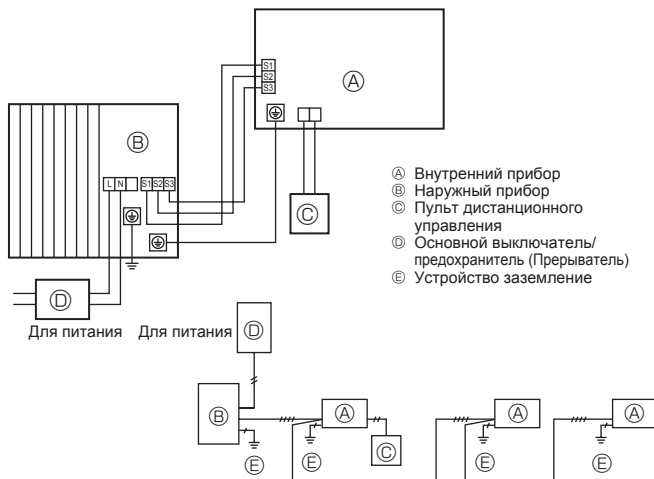 S1
S2
S3
Ⓐ
Ⓑ
L N S1 S2 S3
Ⓒ
Ⓐ Внутренний прибор
Ⓑ Наружный прибор
Ⓒ Пульт дистанционного
управления
Ⓓ Основной выключатель/
предохранитель (Прерыватель)
Ⓔ Устройство заземление
Ⓓ
Для питания
Для питания
Ⓓ
Ⓑ
Ⓐ
Ⓐ
Ⓐ
Ⓔ
Ⓔ
Ⓒ
Ⓔ
Ⓔ